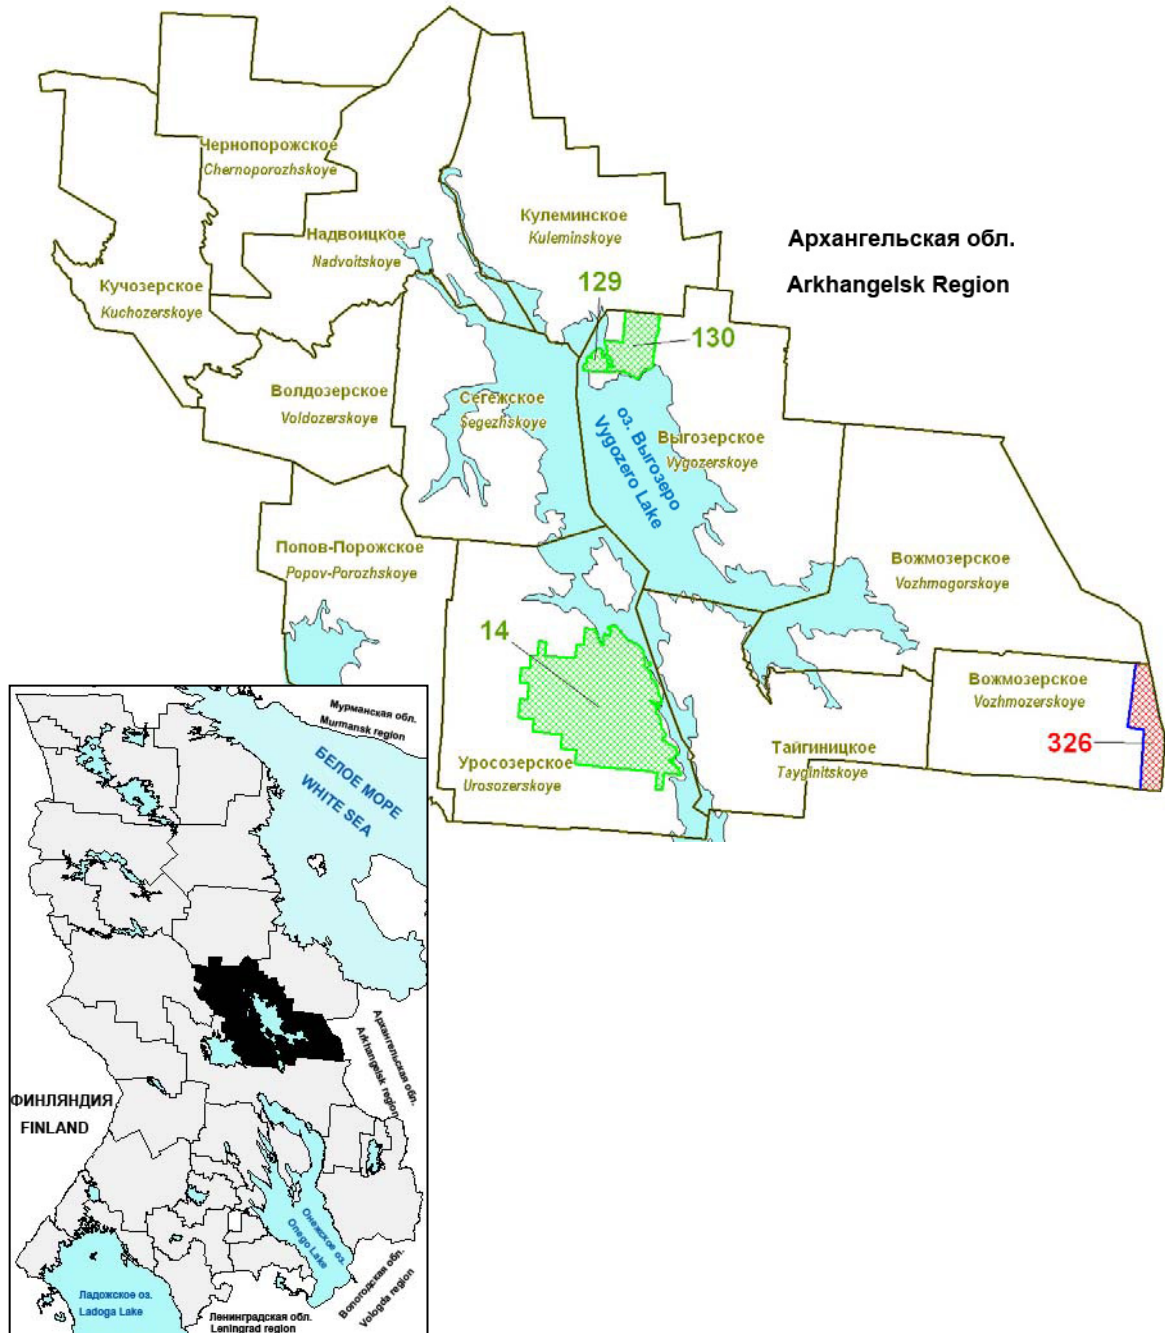 Чернопорожское
Chernoporozhskoye
Кулеминское
Kuleminskoye
Надвоицкое
Nadvoitskoye
Архангельская обл.
Arkhangelsk Region
Кучозерское
Kuchozerskoye
129
130
Волдозерское
Voldozerskoye
Сегежское
Segezhskoye
оз. Выгозеро
Vygozero Lake
Выгозерское
Vygozerskoye
Попов-Порожское
Popov-Porozhskoye
Вожмозерское
Vozhmogorskoye
14
Вожмозерское
Vozhmozerskoye
326
Тайгиницкое
Tayginitskoye
Уросозерское
Urosozerskoye
Мурманская обл.
Murmansk region
БЕЛОЕ МОРЕ
WHITE SEA
Архангельская обл.
Arkhangelsk region
ФИНЛЯНДИЯ
FINLAND
Онежское оз.
Onego Lake
Вологодская обл.
Vologda region
Ладожское оз.
Ladoga Lake
Ленинградская обл.
Leningrad region